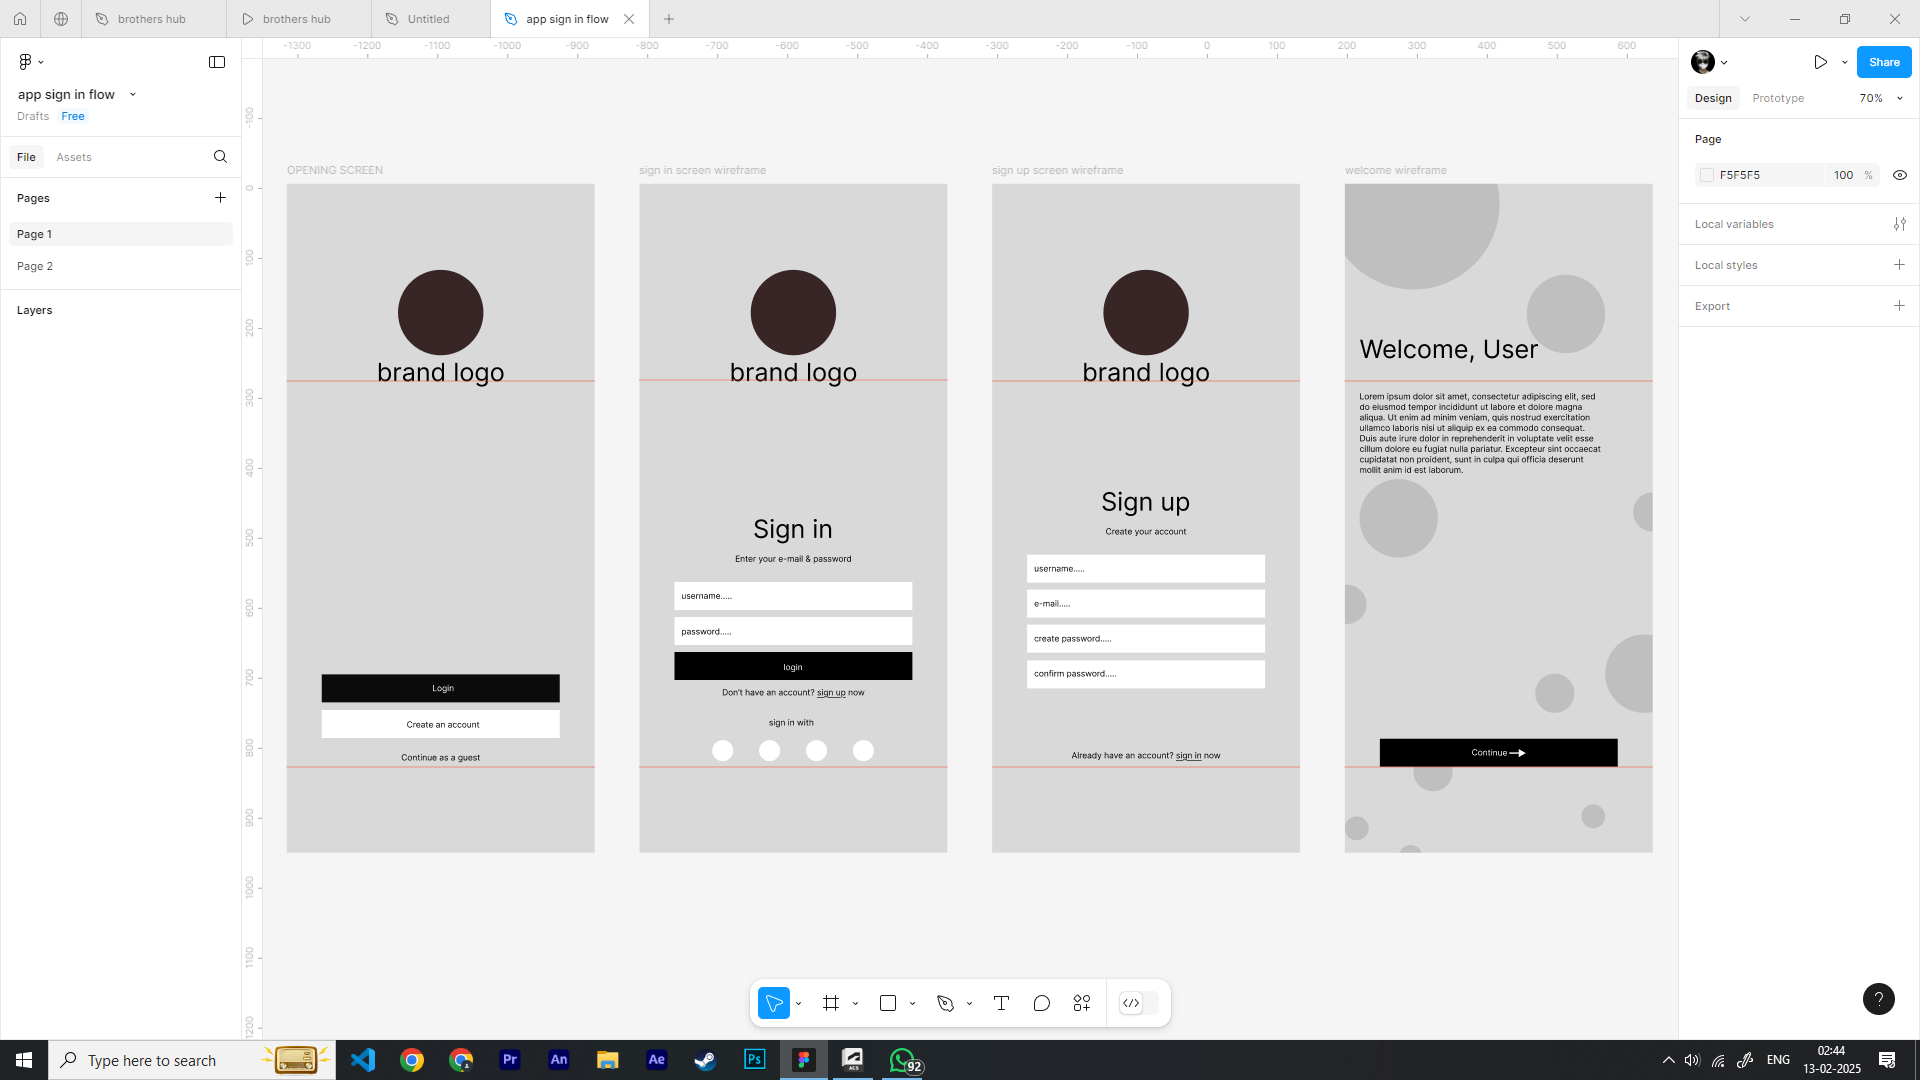 brothers hub
brothers hub
Untitled
app sign in flow
-1300 -1200 -1100 -1000 -900 -800 -700 -600 -500 -400 -300 -200 -100 0 100 200 300 400 500 600
-100
0
100
200
300
400
500
600
700
800
900
1000
1100
1200
app sign in flow
Drafts Free
File Assets
Pages
Page 1
Page 2
Layers
OPENING SCREEN
brand logo
Login
Create an account
Continue as a guest
sign in screen wireframe
brand logo
Sign in
Enter your e-mail & password
username.....
password.....
login
Don't have an account? sign up now
sign in with
sign up screen wireframe
brand logo
Sign up
Create your account
username.....
e-mail.....
create password.....
confirm password.....
Already have an account? sign in now
welcome wireframe
Welcome, User
Lorem ipsum dolor sit amet, consectetur adipiscing elit, sed
do eiusmod tempor incididunt ut labore et dolore magna
aliqua. Ut enim ad minim veniam, quis nostrud exercitation
ullamco laboris nisi ut aliquip ex ea commodo consequat.
Duis aute irure dolor in reprehenderit in voluptate velit esse
cillum dolore eu fugiat nulla pariatur. Excepteur sint occaecat
cupidatat non proident, sunt in culpa qui officia deserunt
mollit anim id est laborum.
Continue
Share
Design Prototype 70%
Page
F5F5F5 100 %
Local variables
Local styles
Export
?
Type here to search
Pr
An
Ae
Ps
ACS
92
ENG
02:44
13-02-2025